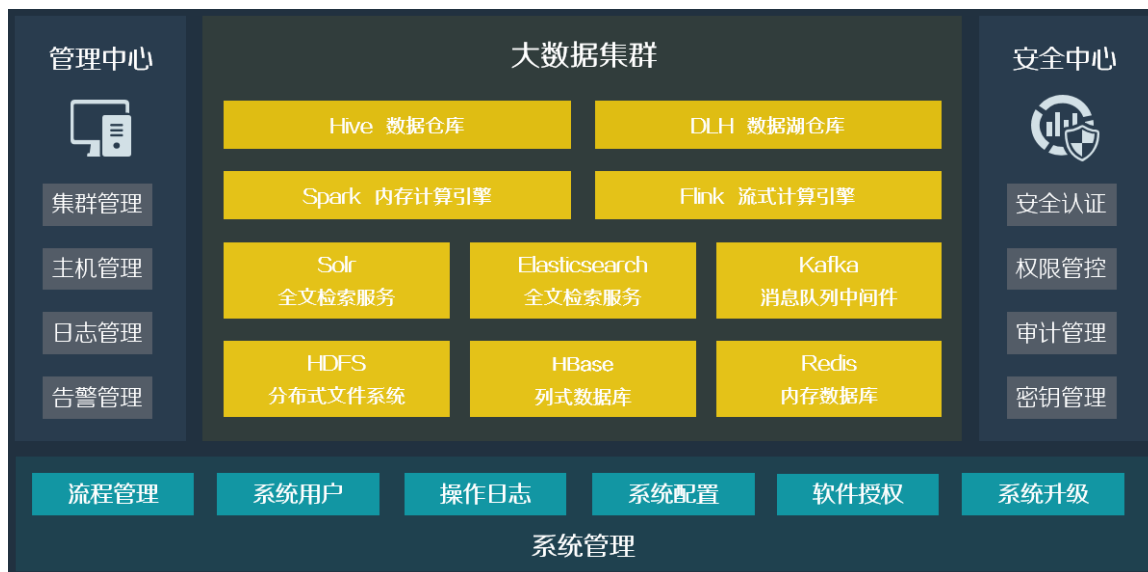 管理中心
集群管理
主机管理
日志管理
告警管理
大数据集群
Hive 数据仓库
DLH 数据湖仓库
Spark 内存计算引擎
Flink 流式计算引擎
Solr
全文检索服务
Elasticsearch
全文检索服务
Kafka
消息队列中间件
HDFS
分布式文件系统
HBase
列式数据库
Redis
内存数据库
安全中心
安全认证
权限管控
审计管理
密钥管理
流程管理
系统用户
操作日志
系统配置
软件授权
系统升级
系统管理